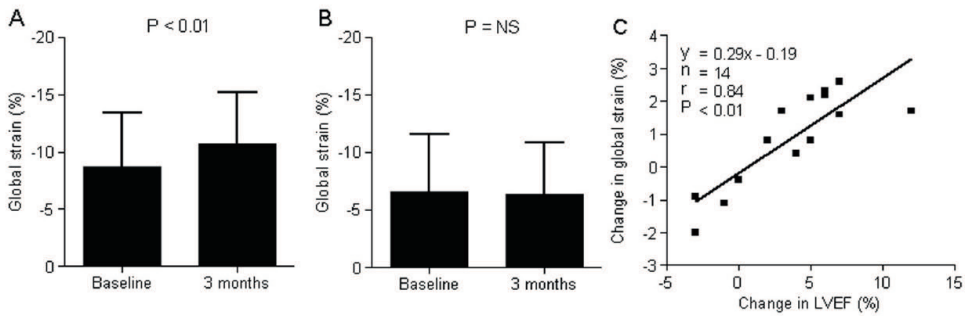 A
P < 0.01
-20
-15
-10
-5
0
Global strain (%)
Baseline
3 months
B
P = NS
-20
-15
-10
-5
0
Global strain (%)
Baseline
3 months
C
y = 0.29x - 0.19
n = 14
r = 0.84
P < 0.01
4
3
2
1
0
-1
-2
-3
Change in global strain (%)
-5
0
5
10
15
Change in LVEF (%)